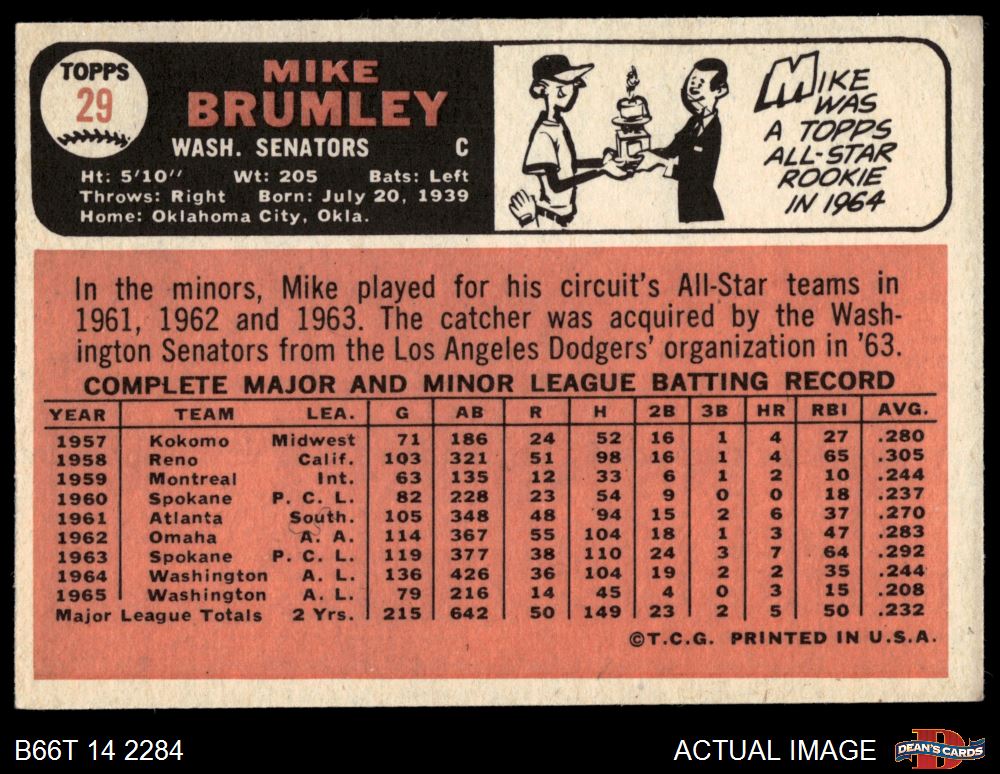 TOPPS
29
MIKE
BRUMLEY
WASH. SENATORS C
Ht: 5'10" Wt: 205 Bats: Left
Throws: Right Born: July 20, 1939
Home: Oklahoma City, Okla.
MIKE
WAS
A TOPPS
ALL-STAR
ROOKIE
IN 1964
In the minors, Mike played for his circuit's All-Star teams in
1961, 1962 and 1963. The catcher was acquired by the Wash-
ington Senators from the Los Angeles Dodgers' organization in '63.
COMPLETE MAJOR AND MINOR LEAGUE BATTING RECORD
YEAR TEAM LEA. G AB R H 2B 3B HR RBI AVG.
1957 Kokomo Midwest 71 186 24 52 16 1 4 27 .280
1958 Reno Calif. 103 321 51 98 16 1 4 65 .305
1959 Montreal Int. 63 135 12 33 6 1 2 10 .244
1960 Spokane P. C. L. 82 228 23 54 9 0 0 18 .237
1961 Atlanta South. 105 348 48 94 15 2 6 37 .270
1962 Omaha A. A. 114 367 55 104 18 1 3 47 .283
1963 Spokane P. C. L. 119 377 38 110 24 3 7 64 .292
1964 Washington A. L. 136 426 36 104 19 2 2 35 .244
1965 Washington A. L. 79 216 14 45 4 0 3 15 .208
Major League Totals 2 Yrs. 215 642 50 149 23 2 5 50 .232
©T.C.G. PRINTED IN U.S.A.
B66T 14 2284 ACTUAL IMAGE
DEAN'S CARDS